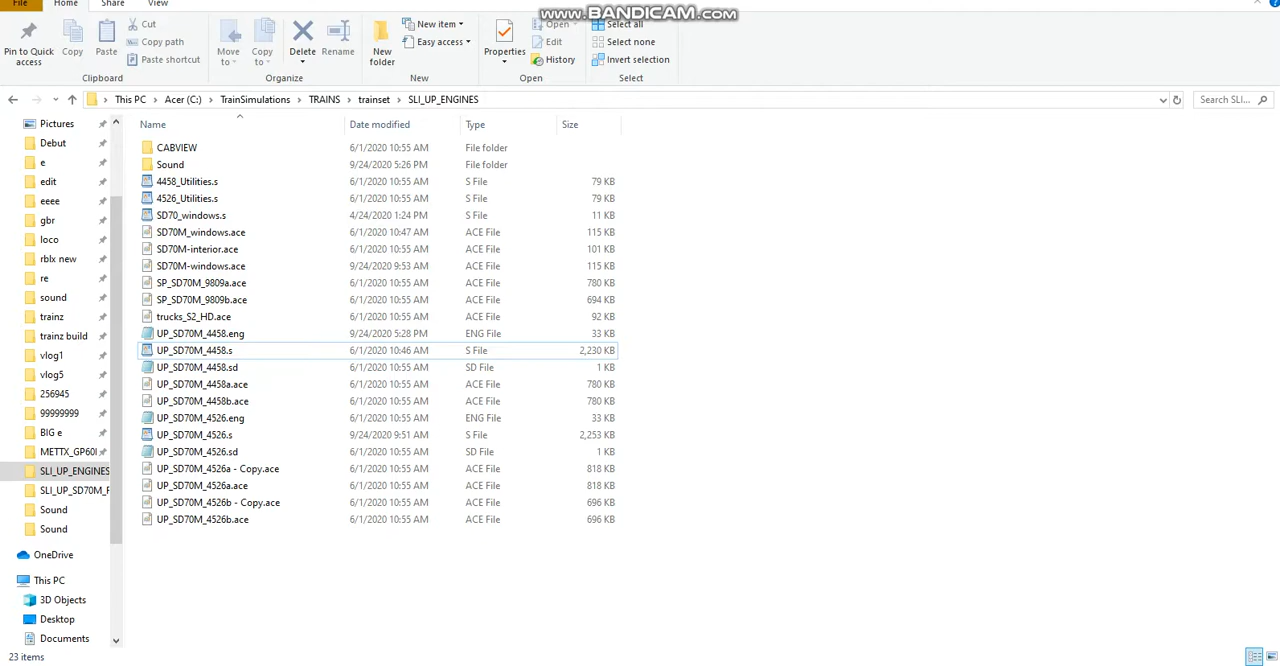 File Home Share View
www.BANDICAM.com
Pin to Quick access
Copy
Paste
Cut
Copy path
Paste shortcut
Clipboard
Move to
Copy to
Delete
Rename
Organize
New folder
New item
Easy access
New
Properties
Open
Edit
History
Open
Select all
Select none
Invert selection
Select
This PC > Acer (C:) > TrainSimulations > TRAINS > trainset > SLI_UP_ENGINES
Search SLI...
Name Date modified Type Size
CABVIEW 6/1/2020 10:55 AM File folder
Sound 9/24/2020 5:26 PM File folder
4458_Utilities.s 6/1/2020 10:55 AM S File 79 KB
4526_Utilities.s 6/1/2020 10:55 AM S File 79 KB
SD70_windows.s 4/24/2020 1:24 PM S File 11 KB
SD70M_windows.ace 6/1/2020 10:47 AM ACE File 115 KB
SD70M-interior.ace 6/1/2020 10:55 AM ACE File 101 KB
SD70M-windows.ace 9/24/2020 9:53 AM ACE File 115 KB
SP_SD70M_9809a.ace 6/1/2020 10:55 AM ACE File 780 KB
SP_SD70M_9809b.ace 6/1/2020 10:55 AM ACE File 694 KB
trucks_S2_HD.ace 6/1/2020 10:55 AM ACE File 92 KB
UP_SD70M_4458.eng 9/24/2020 5:28 PM ENG File 33 KB
UP_SD70M_4458.s 6/1/2020 10:46 AM S File 2,230 KB
UP_SD70M_4458.sd 6/1/2020 10:55 AM SD File 1 KB
UP_SD70M_4458a.ace 6/1/2020 10:55 AM ACE File 780 KB
UP_SD70M_4458b.ace 6/1/2020 10:55 AM ACE File 780 KB
UP_SD70M_4526.eng 6/1/2020 10:55 AM ENG File 33 KB
UP_SD70M_4526.s 9/24/2020 9:51 AM S File 2,253 KB
UP_SD70M_4526.sd 6/1/2020 10:55 AM SD File 1 KB
UP_SD70M_4526a - Copy.ace 6/1/2020 10:55 AM ACE File 818 KB
UP_SD70M_4526a.ace 6/1/2020 10:55 AM ACE File 818 KB
UP_SD70M_4526b - Copy.ace 6/1/2020 10:55 AM ACE File 696 KB
UP_SD70M_4526b.ace 6/1/2020 10:55 AM ACE File 696 KB
Pictures
Debut
e
edit
eeee
gbr
loco
rblx new
re
sound
trainz
trainz build
vlog1
vlog5
256945
99999999
BIG e
METTX_GP60
SLI_UP_ENGINES
SLI_UP_SD70M_F
Sound
Sound
OneDrive
This PC
3D Objects
Desktop
Documents
23 items